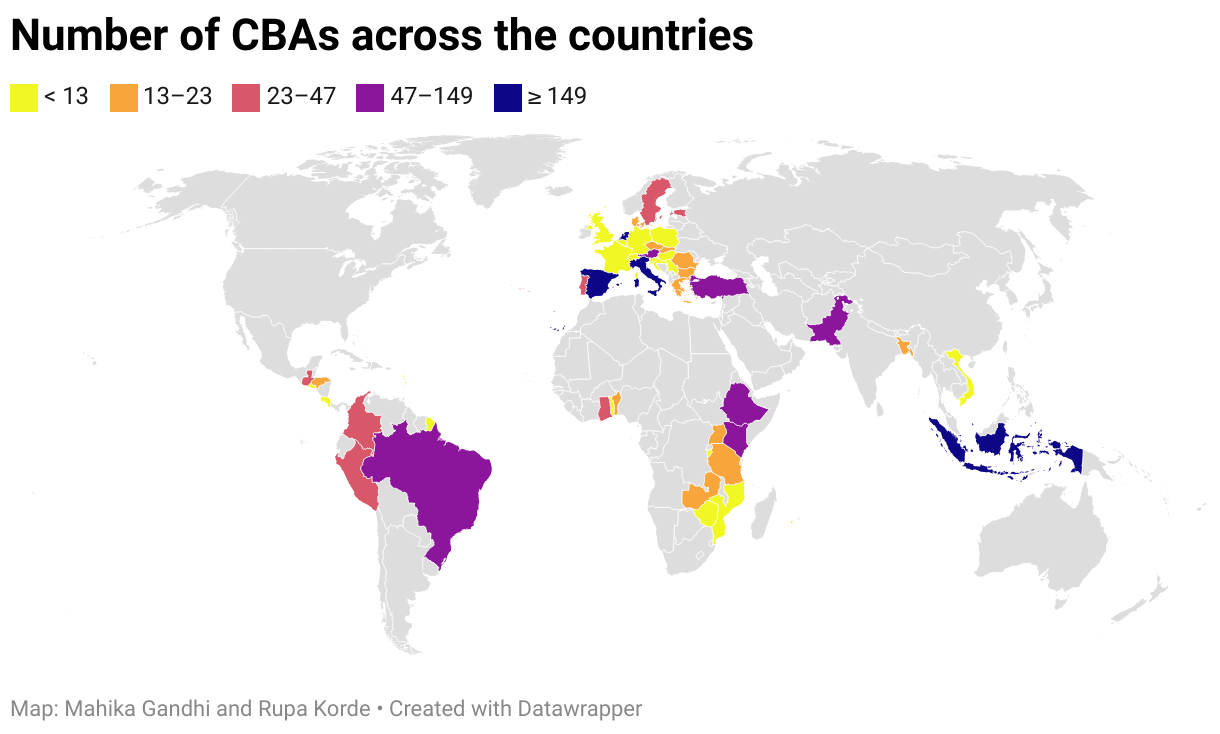 Number of CBAs across the countries
< 13 13–23 23–47 47–149 ≥ 149
Map: Mahika Gandhi and Rupa Korde • Created with Datawrapper